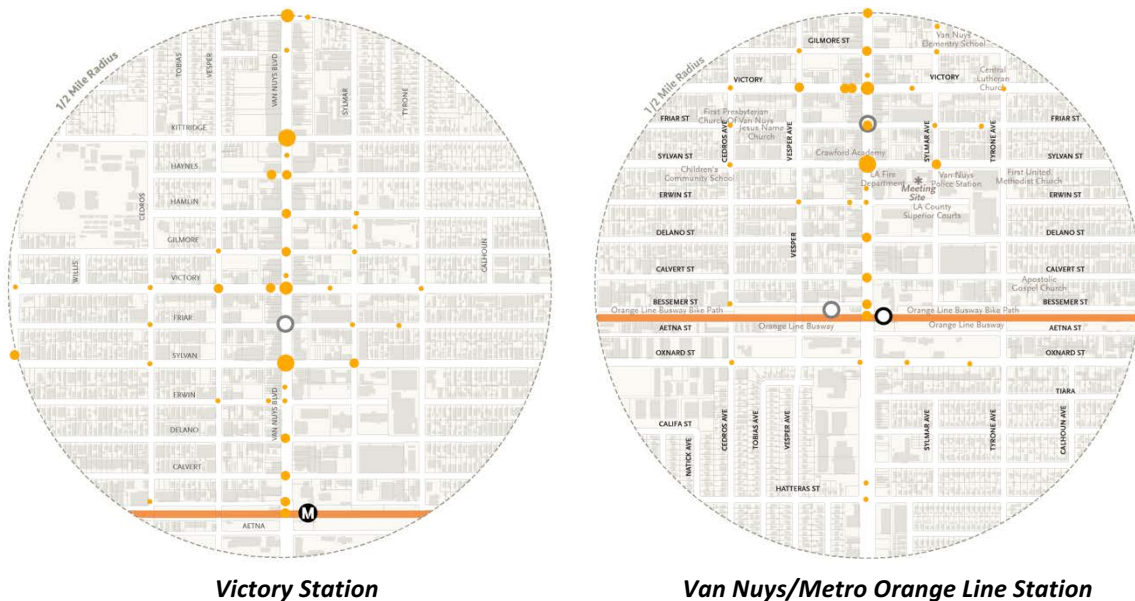 1/2 Mile Radius
TOBIAS
VESPER
VAN NUYS BLVD
SYLMAR
TYRONE
KITTRIDGE
HAYNES
HAMLIN
CEDROS
GILMORE
WILLIS
VICTORY
CALHOUN
FRIAR
SYLVAN
ERWIN
VAN NUYS BLVD
DELANO
CALVERT
M
AETNA
Victory Station
1/2 Mile Radius
GILMORE ST
Van Nuys
Elementry School
VICTORY
VICTORY
Central
Lutheran
Church
First Presbyterian
Church Of Van Nuys
FRIAR ST
FRIAR ST
Jesus Name
Church
CEDROS AVE
VESPER AVE
SYLMAR AVE
TYRONE AVE
Crawford Academy
SYLVAN ST
SYLVAN ST
Children's
Community School
LA Fire
Department
Van Nuys
Police Station
First United
Methodist Church
Meeting
Site
ERWIN ST
ERWIN ST
LA County
Superior Courts
DELANO ST
DELANO ST
VESPER
CALVERT ST
CALVERT ST
Apostolic
Gospel Church
BESSEMER ST
BESSEMER ST
Orange Line Busway Bike Path
Orange Line Busway Bike Path
AETNA ST
Orange Line Busway
Orange Line Busway
AETNA ST
OXNARD ST
OXNARD ST
TIARA
CALIFA ST
NATICK AVE
CEDROS AVE
TOBIAS AVE
VESPER AVE
SYLMAR AVE
TYRONE AVE
CALHOUN AVE
HATTERAS ST
Van Nuys/Metro Orange Line Station